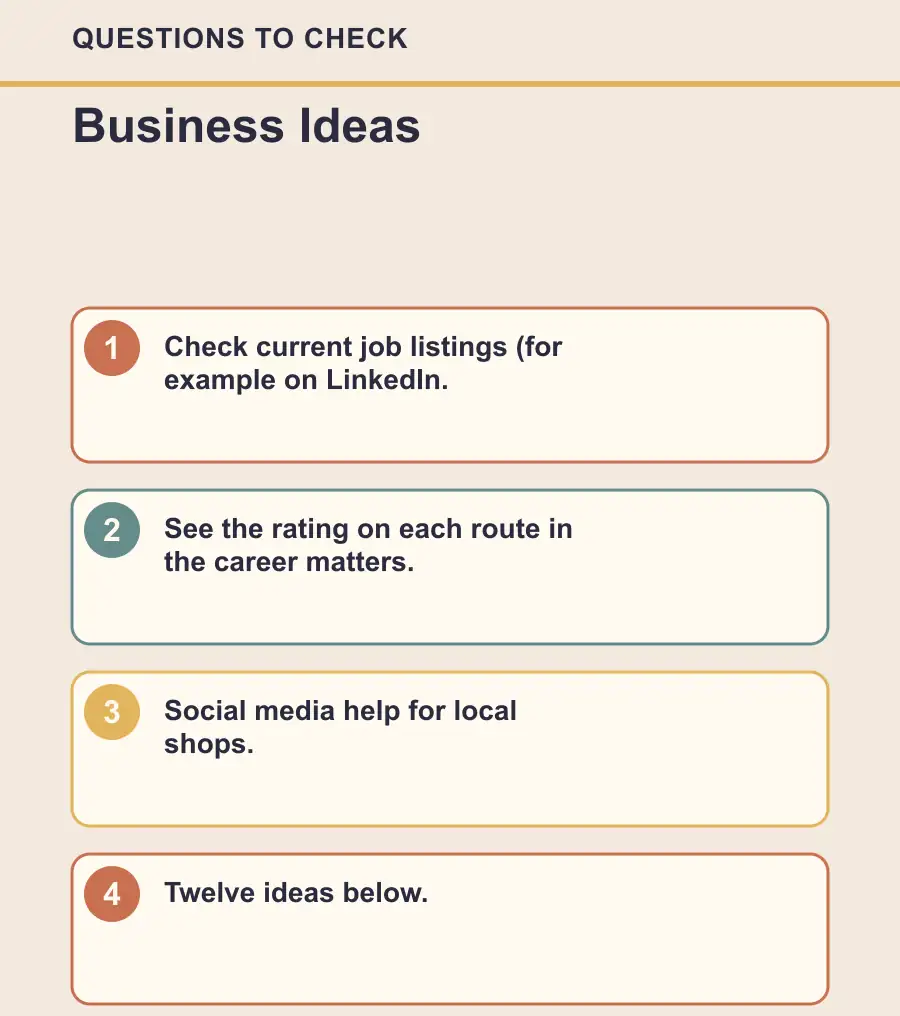 QUESTIONS TO CHECK
Business Ideas
1
Check current job listings (for
example on LinkedIn.
2
See the rating on each route in
the career matters.
3
Social media help for local
shops.
4
Twelve ideas below.